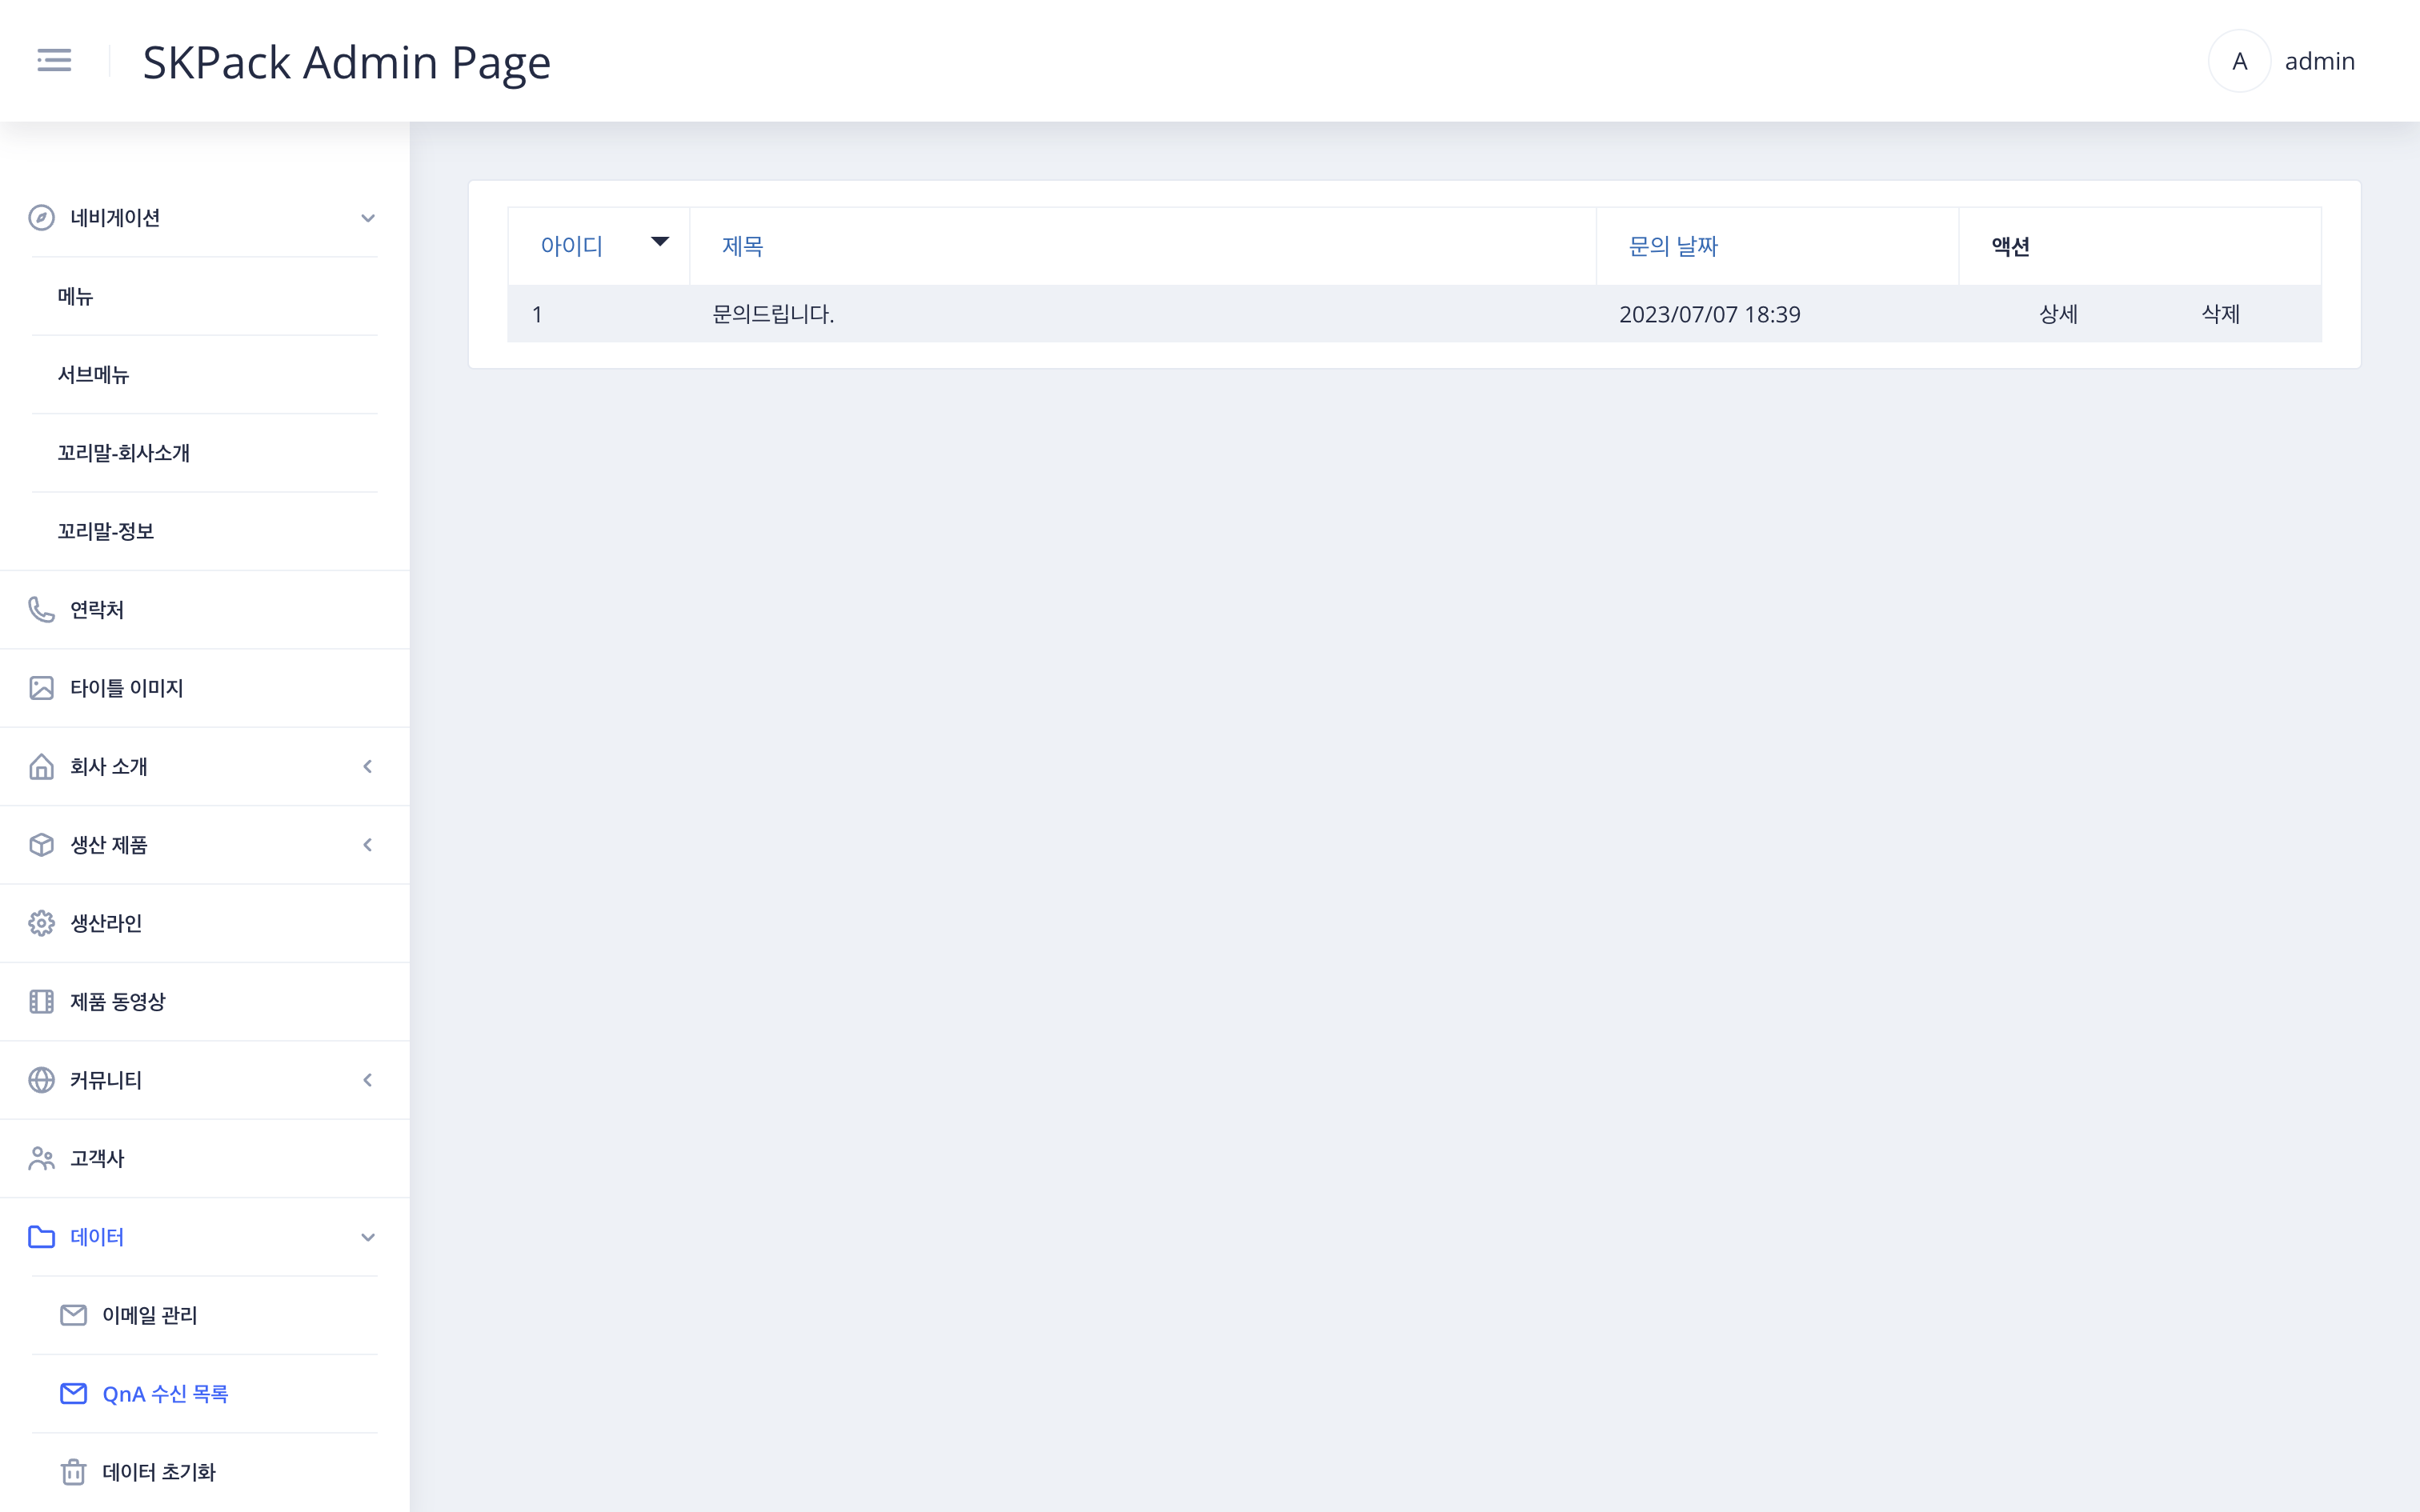 SKPack Admin Page
A admin
네비게이션
메뉴
서브메뉴
꼬리말-회사소개
꼬리말-정보
연락처
타이틀 이미지
회사 소개
생산 제품
생산라인
제품 동영상
커뮤니티
고객사
데이터
이메일 관리
QnA 수신 목록
데이터 초기화
아이디 제목 문의 날짜 액션
1 문의드립니다. 2023/07/07 18:39 상세 삭제